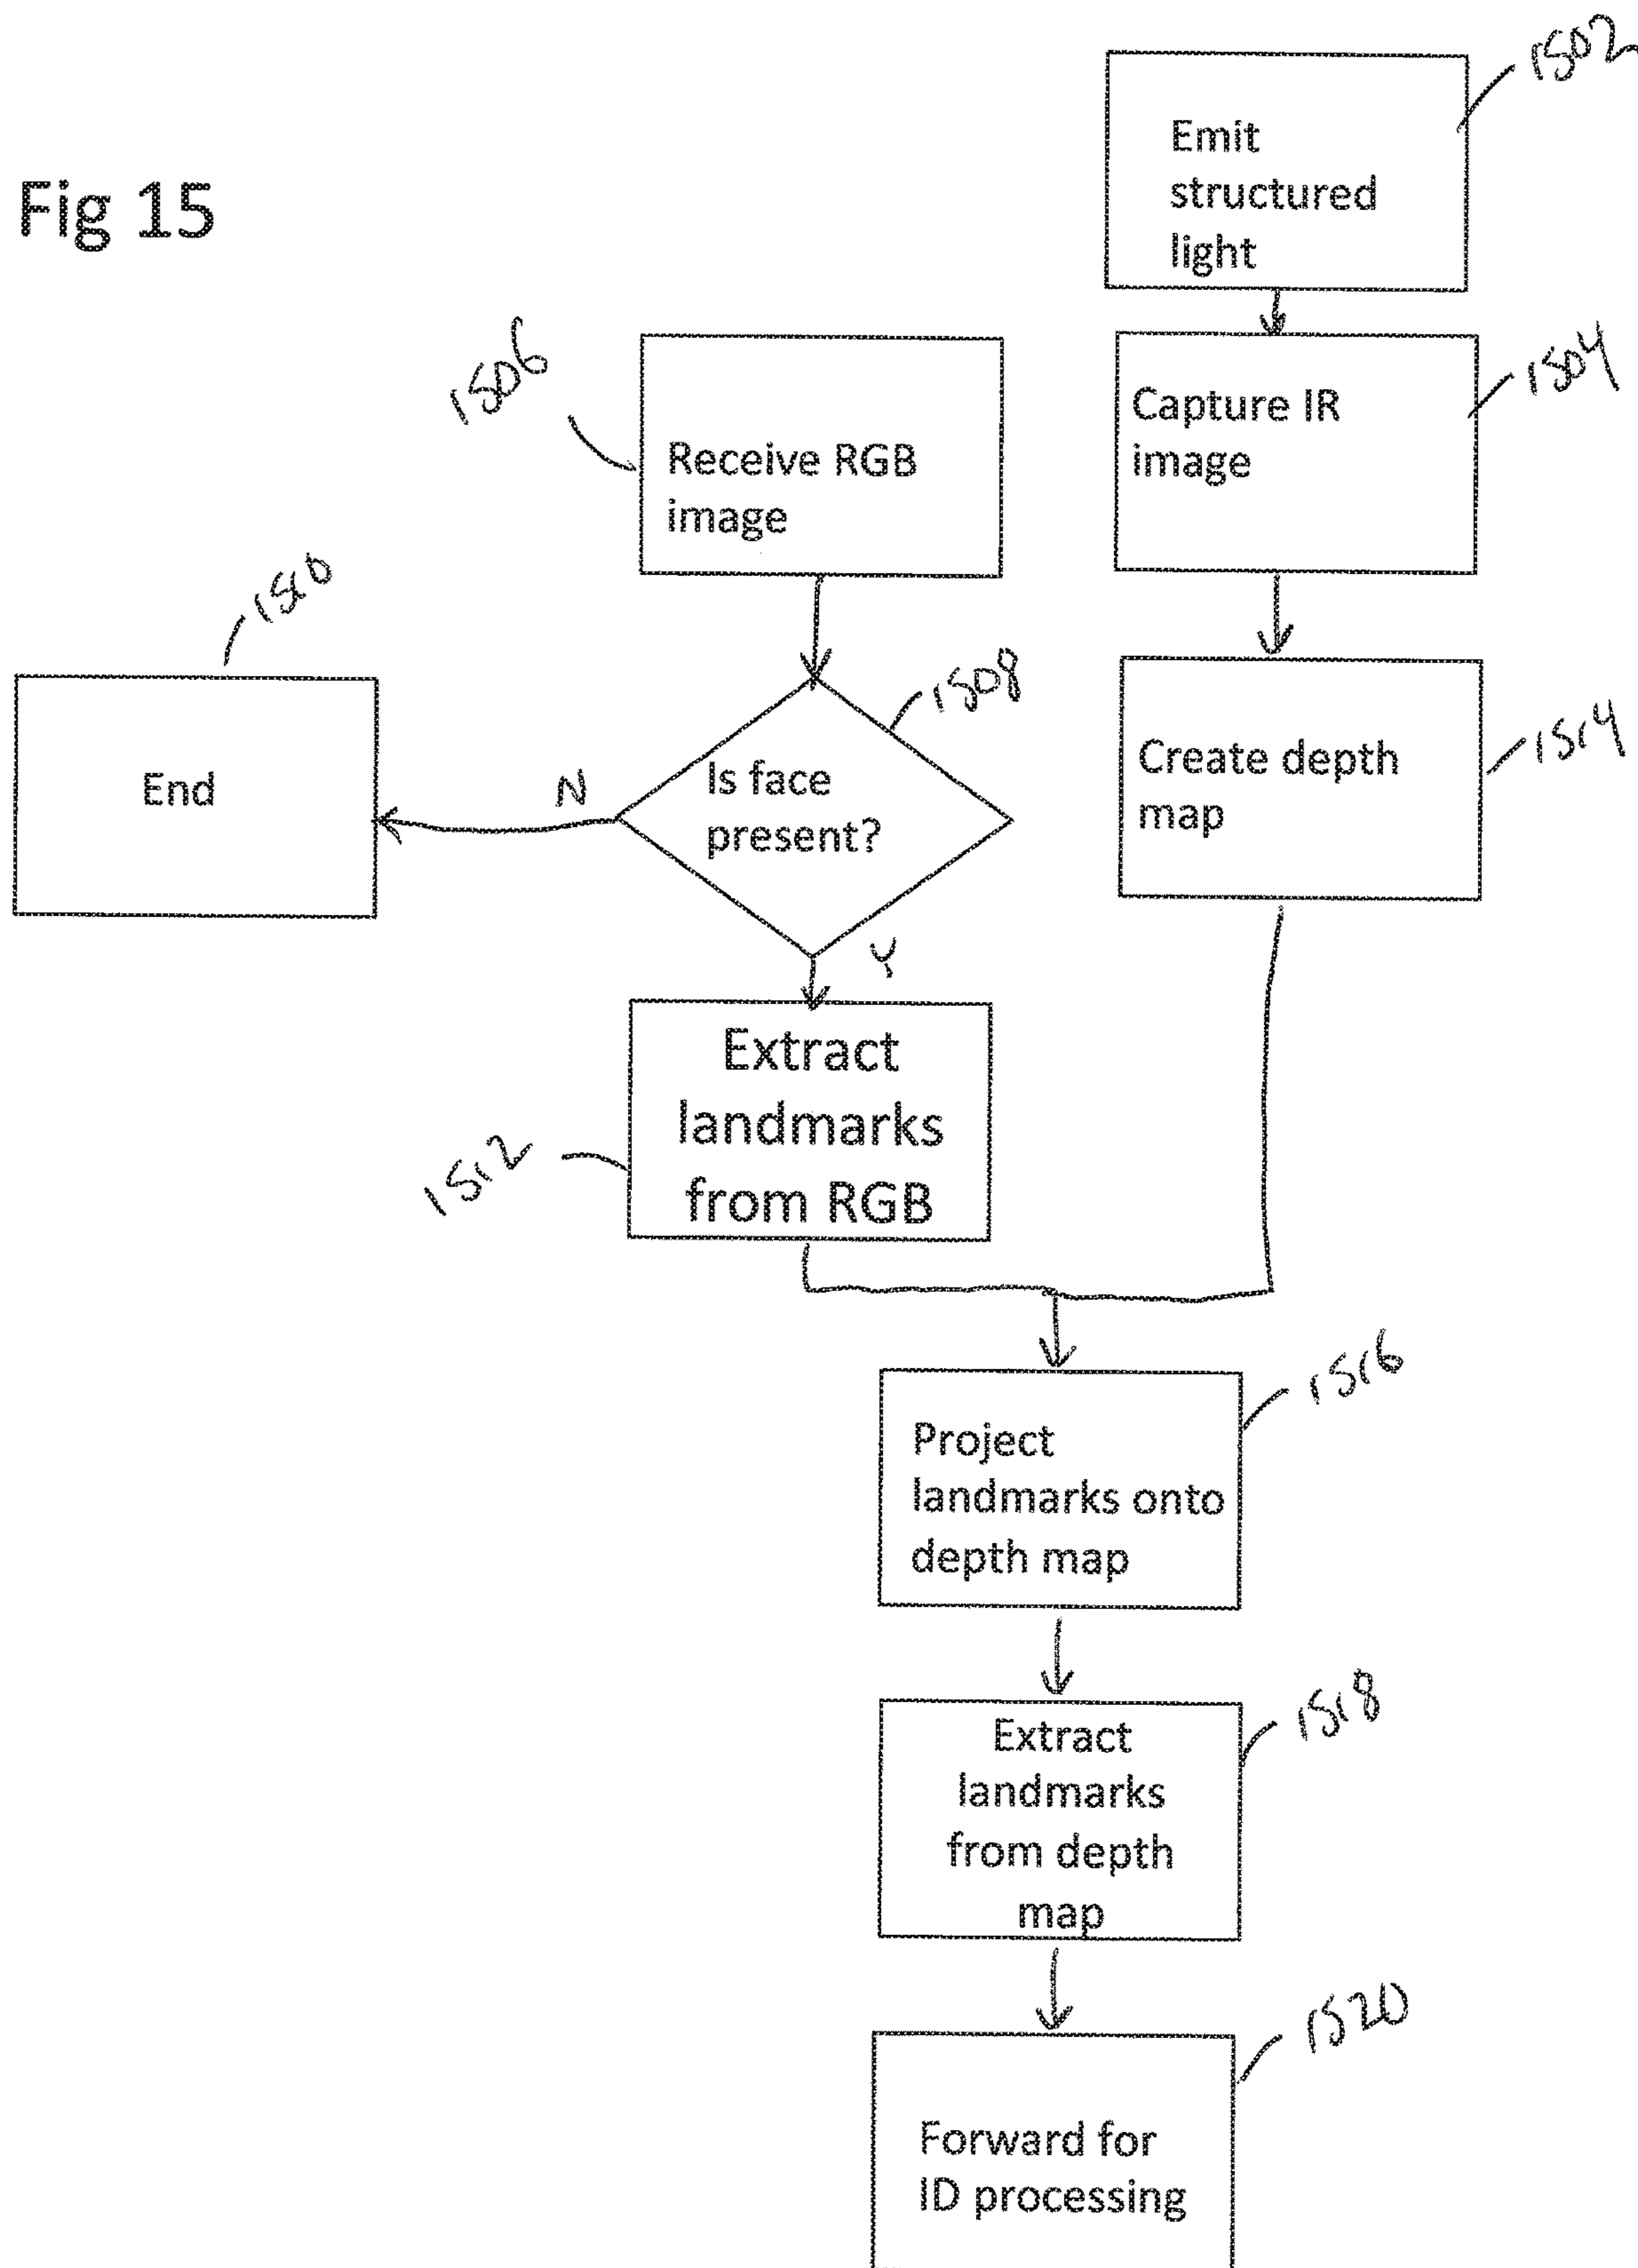 Fig 15
1502
Emit
structured
light
1504
Capture IR
image
1506
Receive RGB
image
1508
Is face
present?
N
1510
End
Y
1514
Create depth
map
1512
Extract
landmarks
from RGB
1516
Project
landmarks onto
depth map
1518
Extract
landmarks
from depth
map
1520
Forward for
ID processing